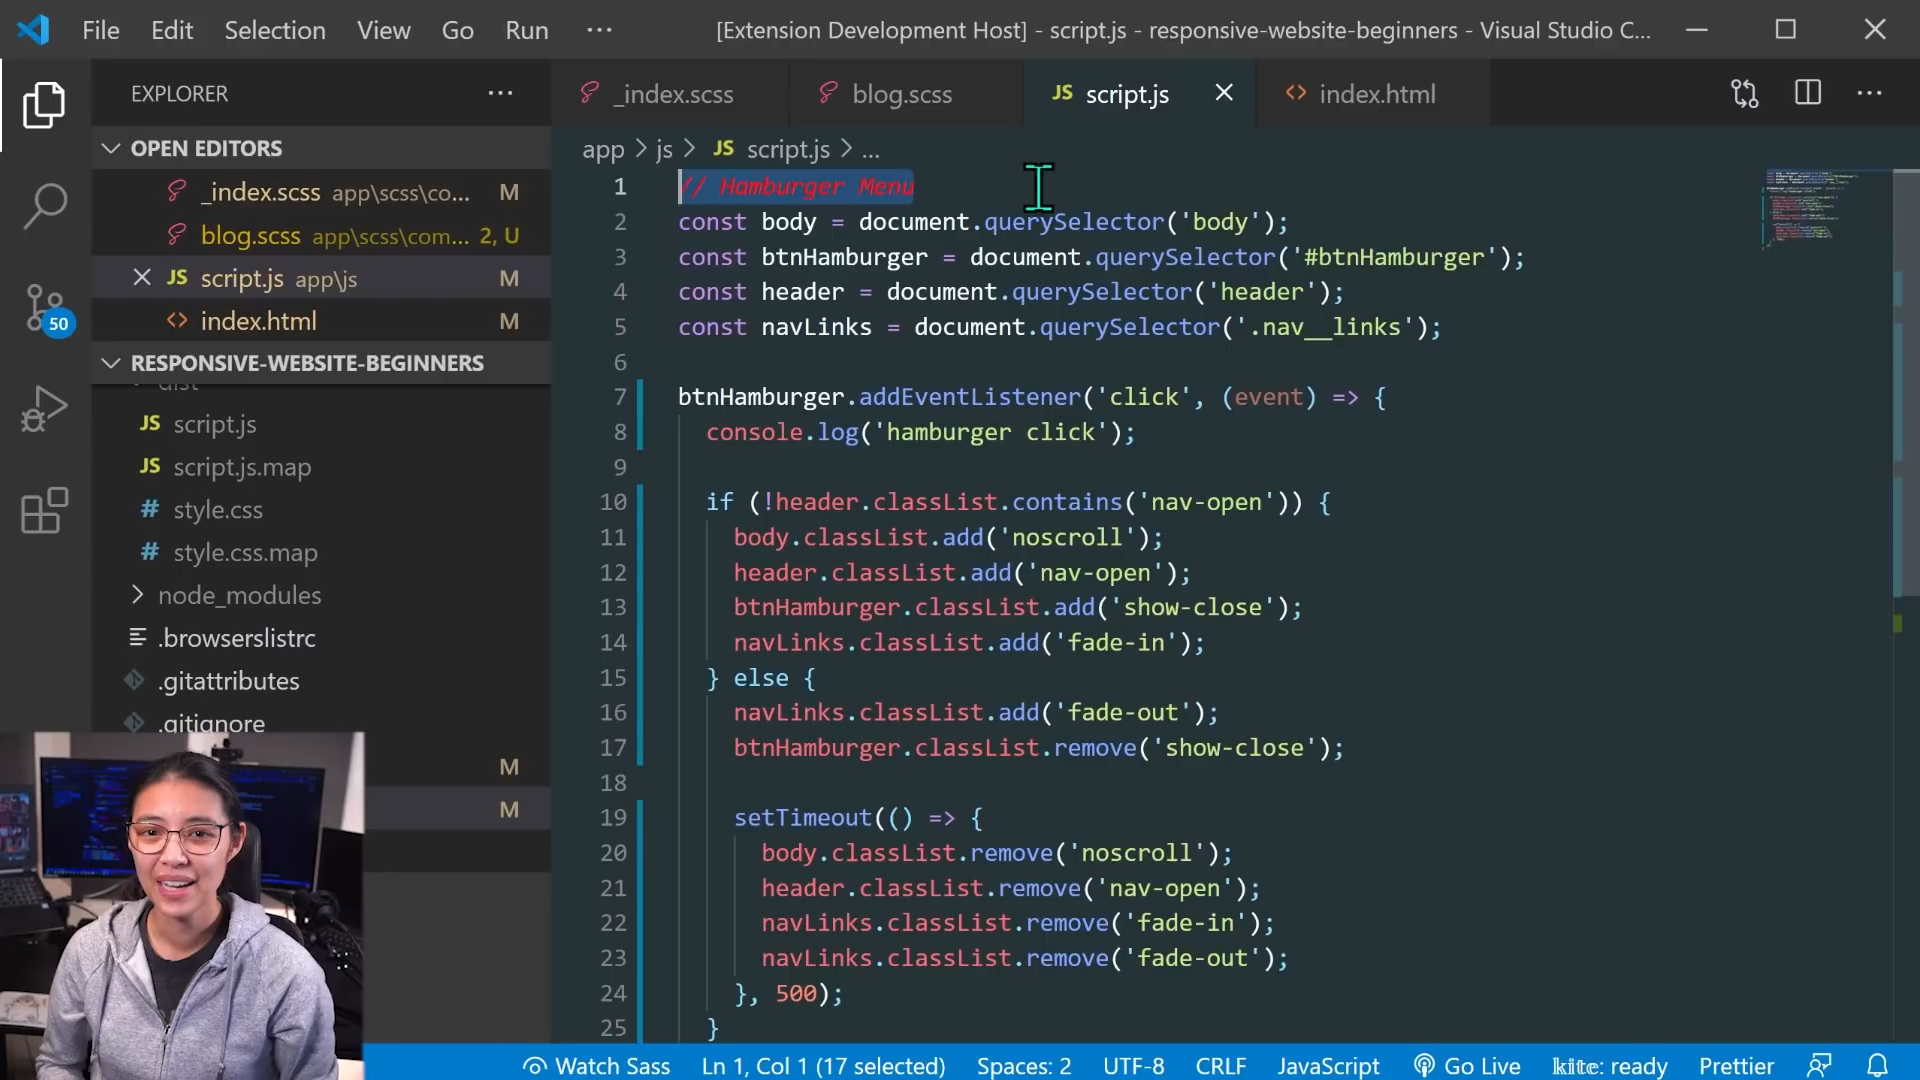 File Edit Selection View Go Run ··· [Extension Development Host] - script.js - responsive-website-beginners - Visual Studio C...
EXPLORER ···
_index.scss blog.scss JS script.js <> index.html ···
OPEN EDITORS
_index.scss app\scss\co... M
blog.scss app\scss\com... 2, U
JS script.js app\js M
<> index.html M
50
RESPONSIVE-WEBSITE-BEGINNERS
dist
JS script.js
JS script.js.map
# style.css
# style.css.map
node_modules
.browserslistrc
.gitattributes
.gitignore
M
M
app > js > JS script.js > ...
1 // Hamburger Menu
2 const body = document.querySelector('body');
3 const btnHamburger = document.querySelector('#btnHamburger');
4 const header = document.querySelector('header');
5 const navLinks = document.querySelector('.nav__links');
6
7 btnHamburger.addEventListener('click', (event) => {
8 console.log('hamburger click');
9
10 if (!header.classList.contains('nav-open')) {
11 body.classList.add('noscroll');
12 header.classList.add('nav-open');
13 btnHamburger.classList.add('show-close');
14 navLinks.classList.add('fade-in');
15 } else {
16 navLinks.classList.add('fade-out');
17 btnHamburger.classList.remove('show-close');
18
19 setTimeout(() => {
20 body.classList.remove('noscroll');
21 header.classList.remove('nav-open');
22 navLinks.classList.remove('fade-in');
23 navLinks.classList.remove('fade-out');
24 }, 500);
25 }
Watch Sass Ln 1, Col 1 (17 selected) Spaces: 2 UTF-8 CRLF JavaScript Go Live kite: ready Prettier